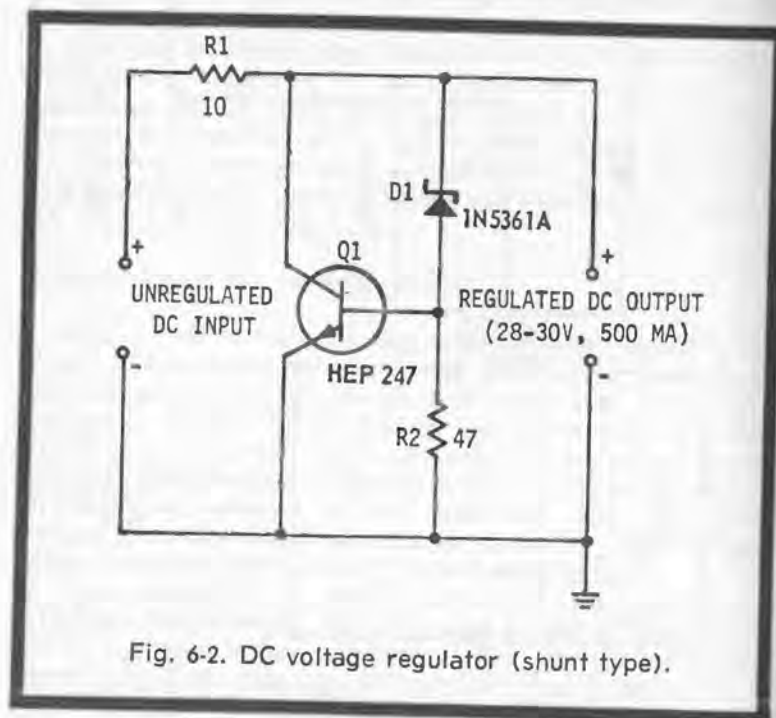 R1
10
D1
1N5361A
Q1
+
+
UNREGULATED
DC INPUT
REGULATED DC OUTPUT
(28-30V, 500 MA)
-
-
HEP 247
R2 47
Fig. 6-2. DC voltage regulator (shunt type).